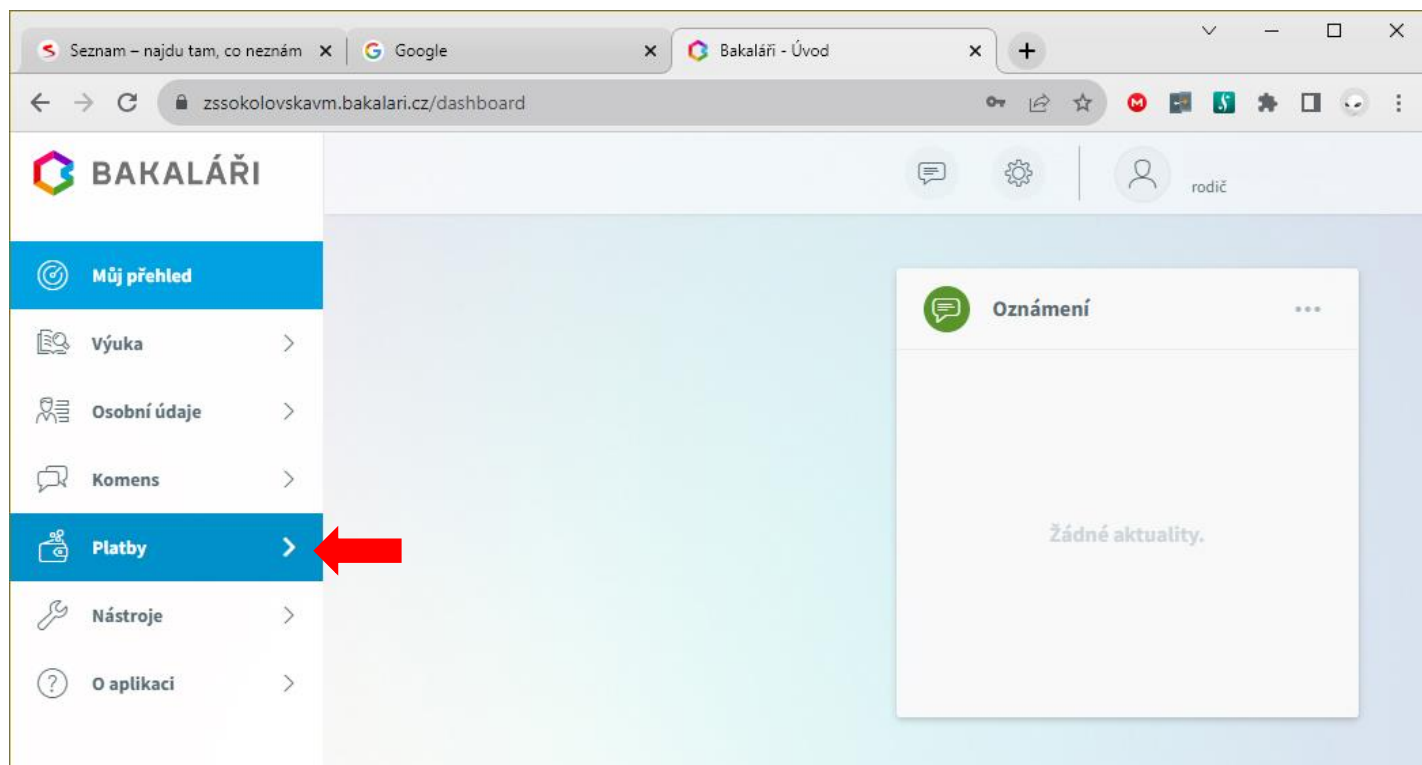 Seznam – najdu tam, co neznám
Google
Bakaláři - Úvod
zssokolovskavm.bakalari.cz/dashboard
BAKALÁŘI
rodič
Můj přehled
Oznámení
Výuka
Osobní údaje
Komens
Žádné aktuality.
Platby
Nástroje
O aplikaci